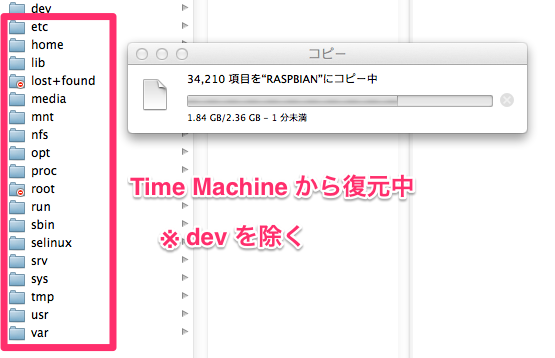 dev
etc
home
lib
lost+found
media
mnt
nfs
opt
proc
root
run
sbin
selinux
srv
sys
tmp
usr
var
コピー
34,210 項目を“RASPBIAN”にコピー中
1.84 GB/2.36 GB – 1 分未満
Time Machine から復元中
※ dev を除く